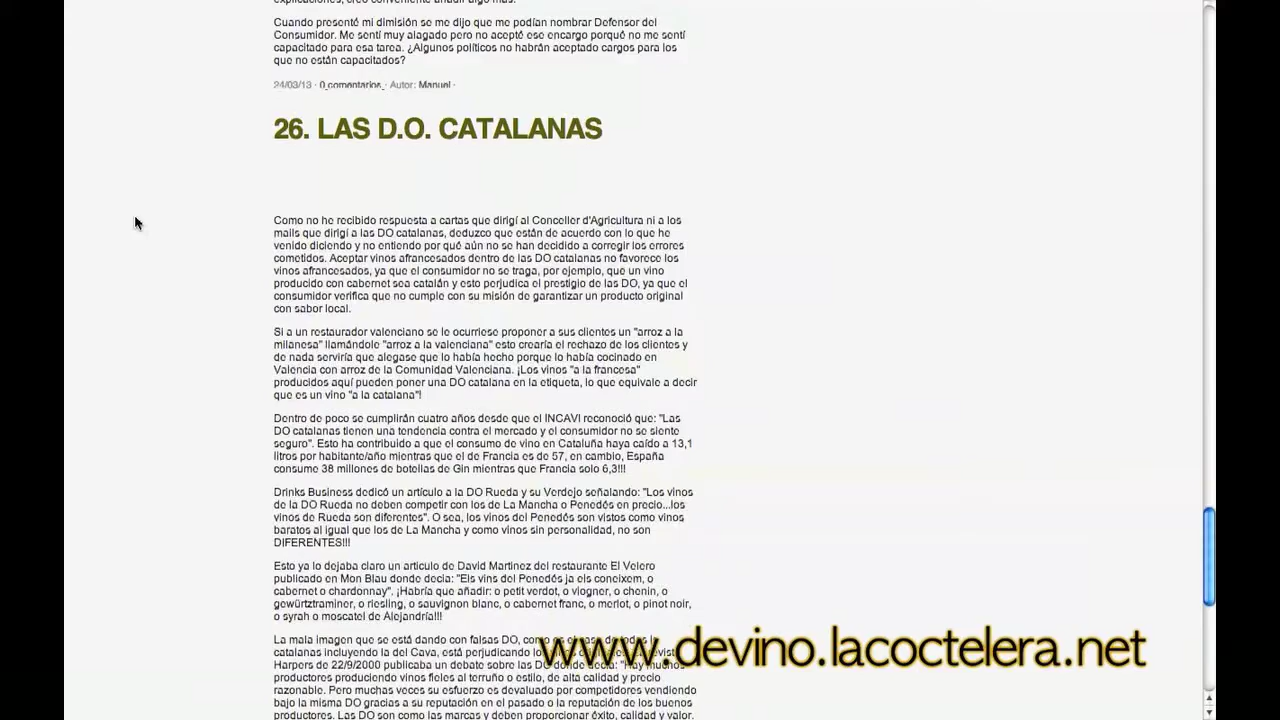 explicaciones, creo conveniente añadir algo más.
Cuando presenté mi dimisión se me dijo que me podían nombrar Defensor del
Consumidor. Me sentí muy alagado pero no acepté ese encargo porqué no me sentí
capacitado para esa tarea. ¿Algunos políticos no habrán aceptado cargos para los
que no están capacitados?
24/03/13 · 0 comentarios · Autor: Manuel ·
26. LAS D.O. CATALANAS
Como no he recibido respuesta a cartas que dirigí al Conceller d'Agricultura ni a los
mails que dirigí a las DO catalanas, deduzco que están de acuerdo con lo que he
venido diciendo y no entiendo por qué aún no se han decidido a corregir los errores
cometidos. Aceptar vinos afrancesados dentro de las DO catalanas no favorece los
vinos afrancesados, ya que el consumidor no se traga, por ejemplo, que un vino
producido con cabernet sea catalán y esto perjudica el prestigio de las DO, ya que el
consumidor verifica que no cumple con su misión de garantizar un producto original
con sabor local.
Si a un restaurador valenciano se le ocurriese proponer a sus clientes un "arroz a la
milanesa" llamándole "arroz a la valenciana" esto crearía el rechazo de los clientes y
de nada serviría que alegase que lo había hecho porque lo había cocinado en
Valencia con arroz de la Comunidad Valenciana. ¡Los vinos "a la francesa"
producidos aquí pueden poner una DO catalana en la etiqueta, lo que equivale a decir
que es un vino "a la catalana"!
Dentro de poco se cumplirán cuatro años desde que el INCAVI reconoció que: "Las
DO catalanas tienen una tendencia contra el mercado y el consumidor no se siente
seguro". Esto ha contribuido a que el consumo de vino en Cataluña haya caído a 13,1
litros por habitante/año mientras que el de Francia es de 57, en cambio, España
consume 38 millones de botellas de Gin mientras que Francia solo 6,3!!!
Drinks Business dedicó un artículo a la DO Rueda y su Verdejo señalando: "Los vinos
de la DO Rueda no deben competir con los de La Mancha o Penedés en precio...los
vinos de Rueda son diferentes". O sea, los vinos del Penedés son vistos como vinos
baratos al igual que los de La Mancha y como vinos sin personalidad, no son
DIFERENTES!!!
Esto ya lo dejaba claro un articulo de David Martinez del restaurante El Velero
publicado en Mon Blau donde decia: "Els vins del Penedés ja els coneixem, o
cabernet o chardonnay". ¡Habría que añadir: o petit verdot, o viogner, o chenin, o
gewürtztraminer, o riesling, o sauvignon blanc, o cabernet franc, o merlot, o pinot noir,
o syrah o moscatel de Alejandría!!!
La mala imagen que se está dando con falsas DO, como es el caso de todas la
catalanas incluyendo la del Cava, está perjudicando los
Harpers de 22/9/2000 publicaba un debate sobre las DO donde decia: "Hay muchos
productores produciendo vinos fieles al terruño o estilo, de alta calidad y precio
razonable. Pero muchas veces su esfuerzo es devaluado por competidores vendiendo
bajo la misma DO gracias a su reputación en el pasado o la reputación de los buenos
productores. Las DO son como las marcas y deben proporcionar éxito, calidad y valor.
www.devino.lacoctelera.net